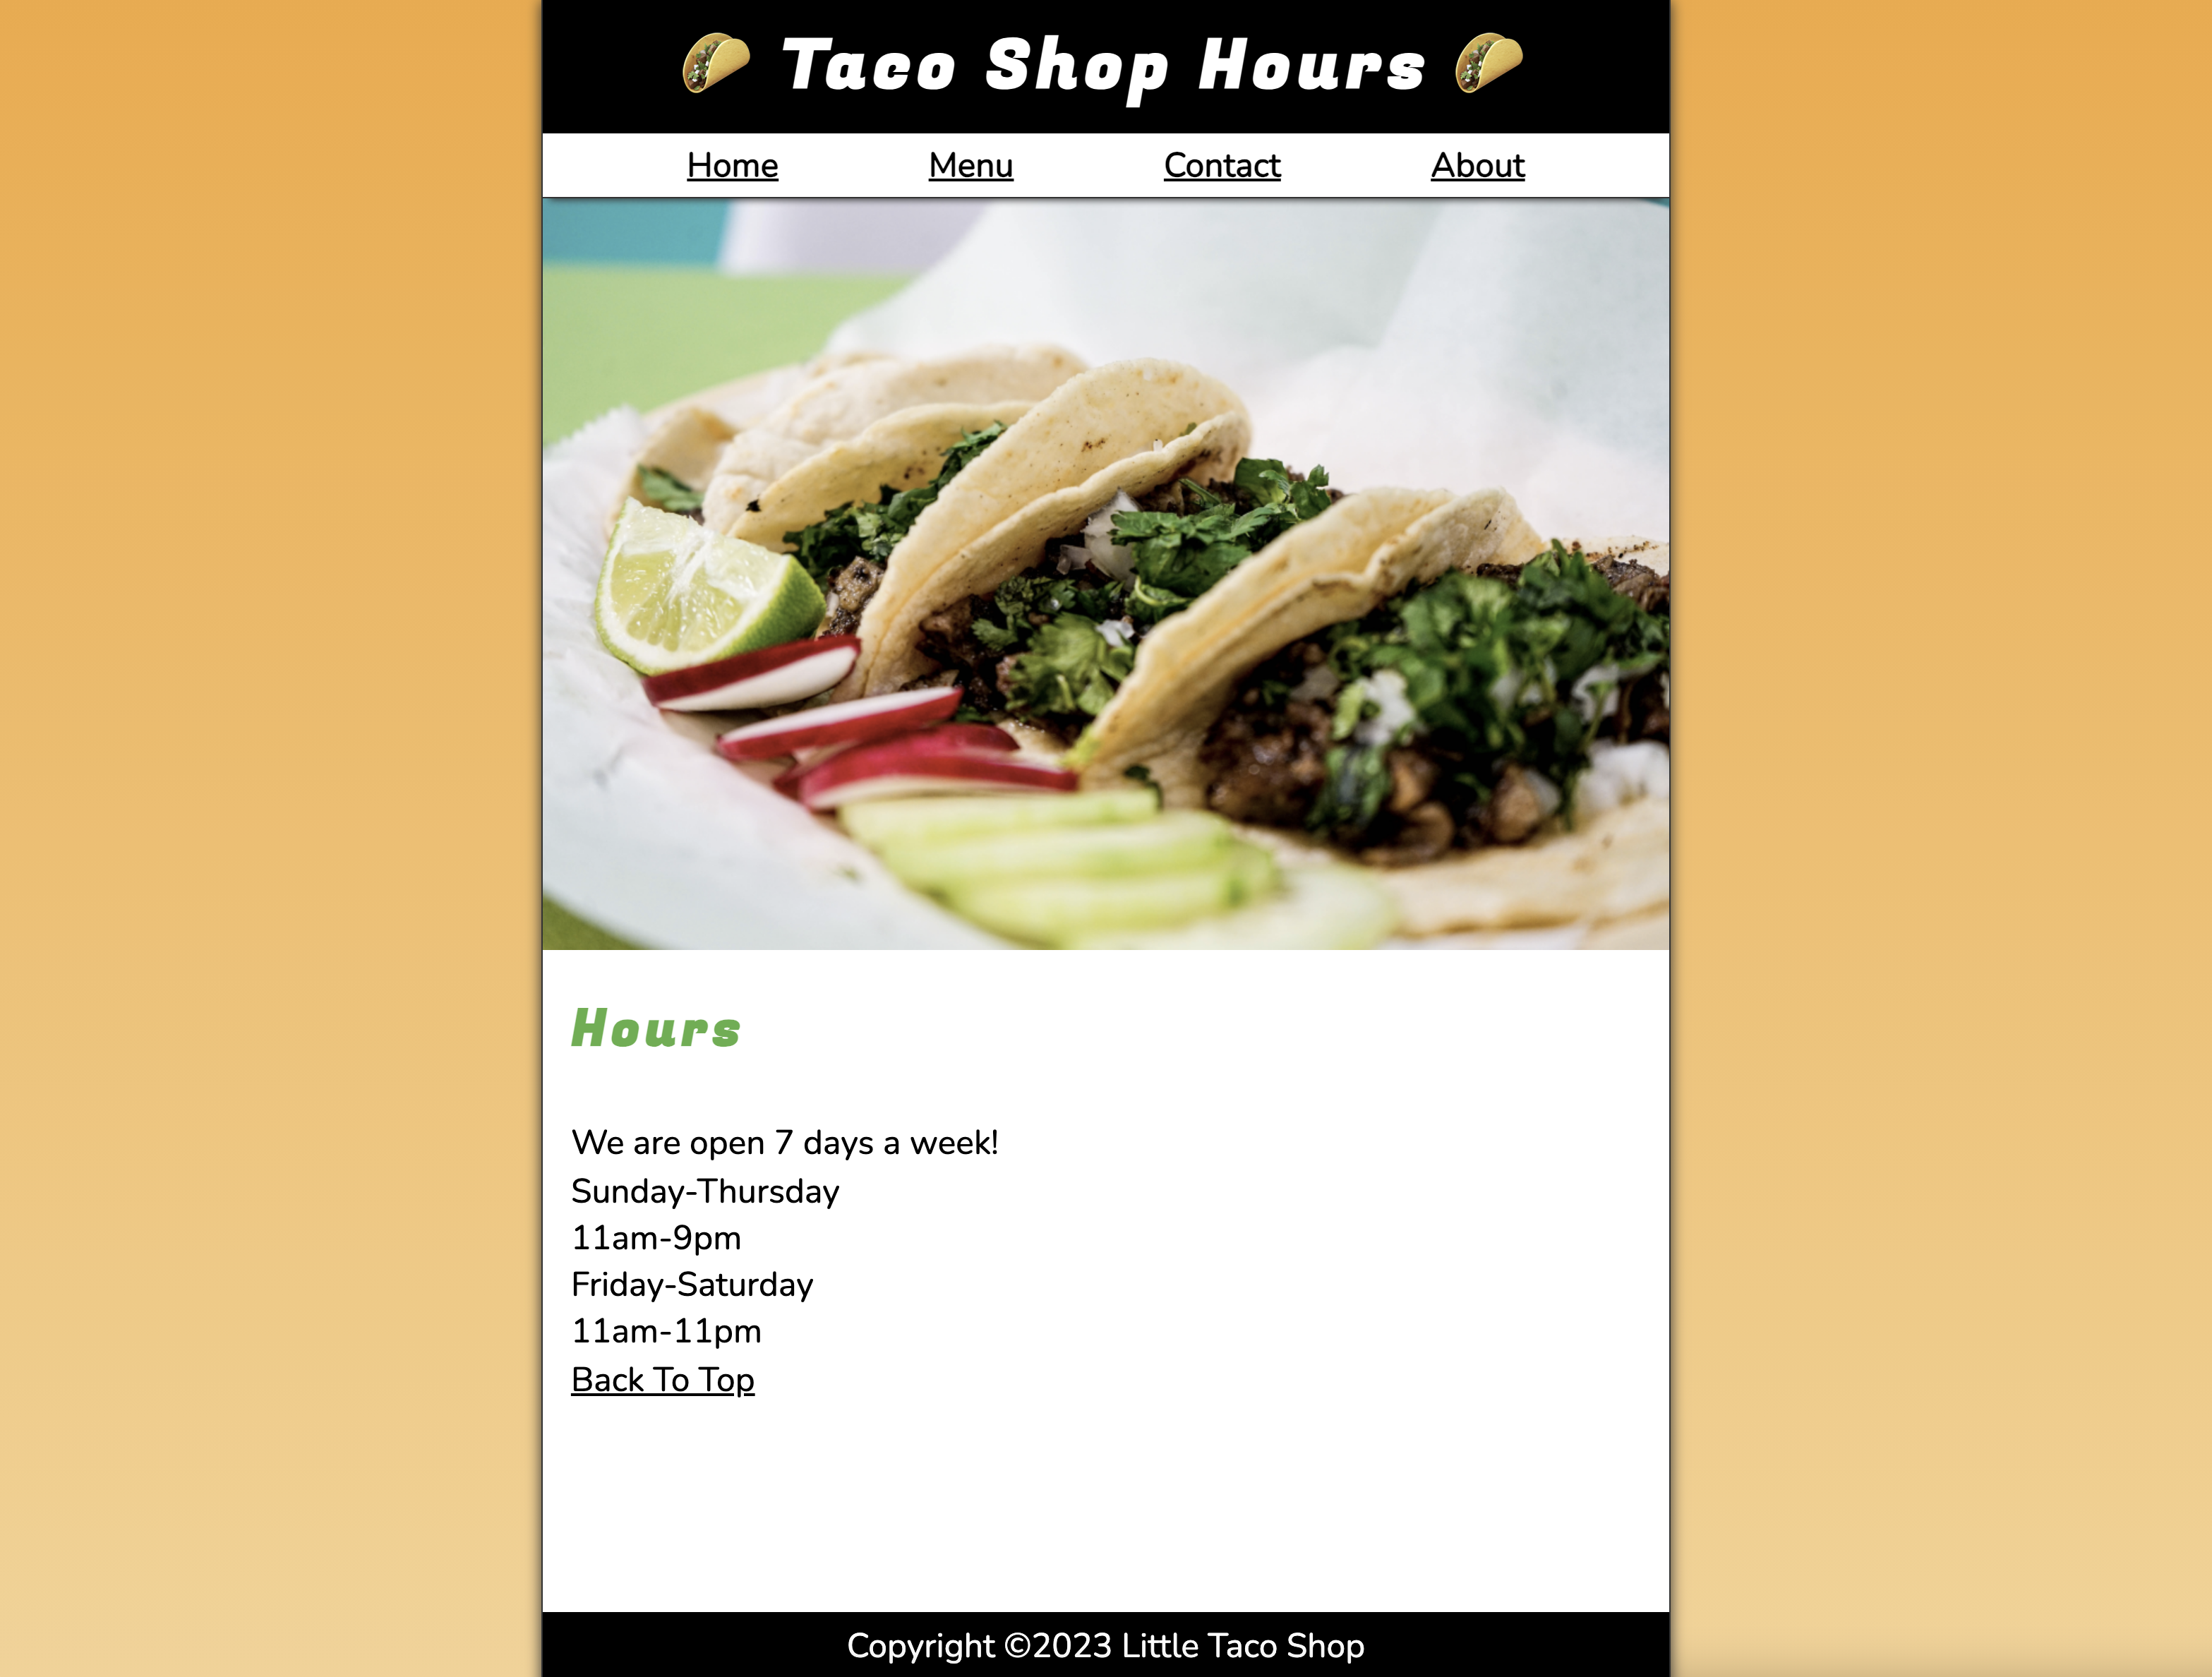 Taco Shop Hours
Home Menu Contact About
Hours
We are open 7 days a week!
Sunday-Thursday
11am-9pm
Friday-Saturday
11am-11pm
Back To Top
Copyright ©2023 Little Taco Shop